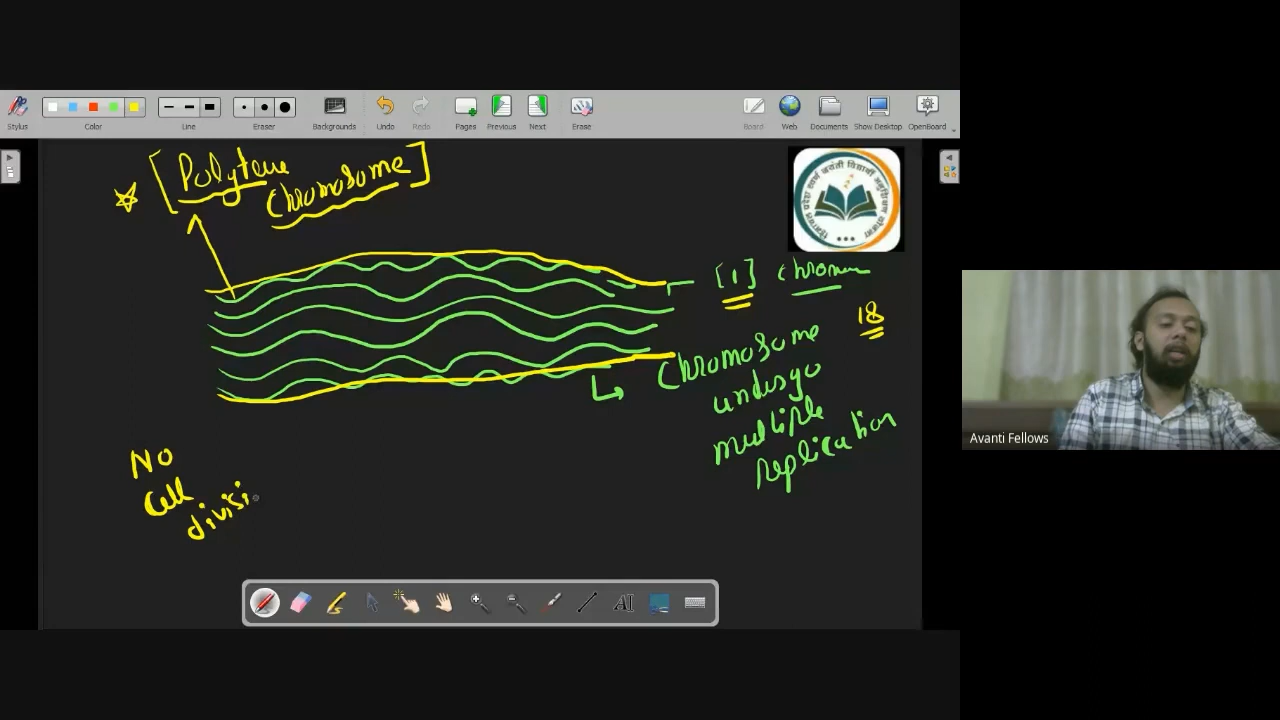 Stylus
Color
Line
Eraser
Backgrounds
Undo
Redo
Pages
Previous
Next
Erase
Board
Web
Documents
Show Desktop
OpenBoard
[Polytene
Chromosome]
[1] chromo
18
Chromosome
undergo
multiple
replication
No
Cell
divisi
Avanti Fellows